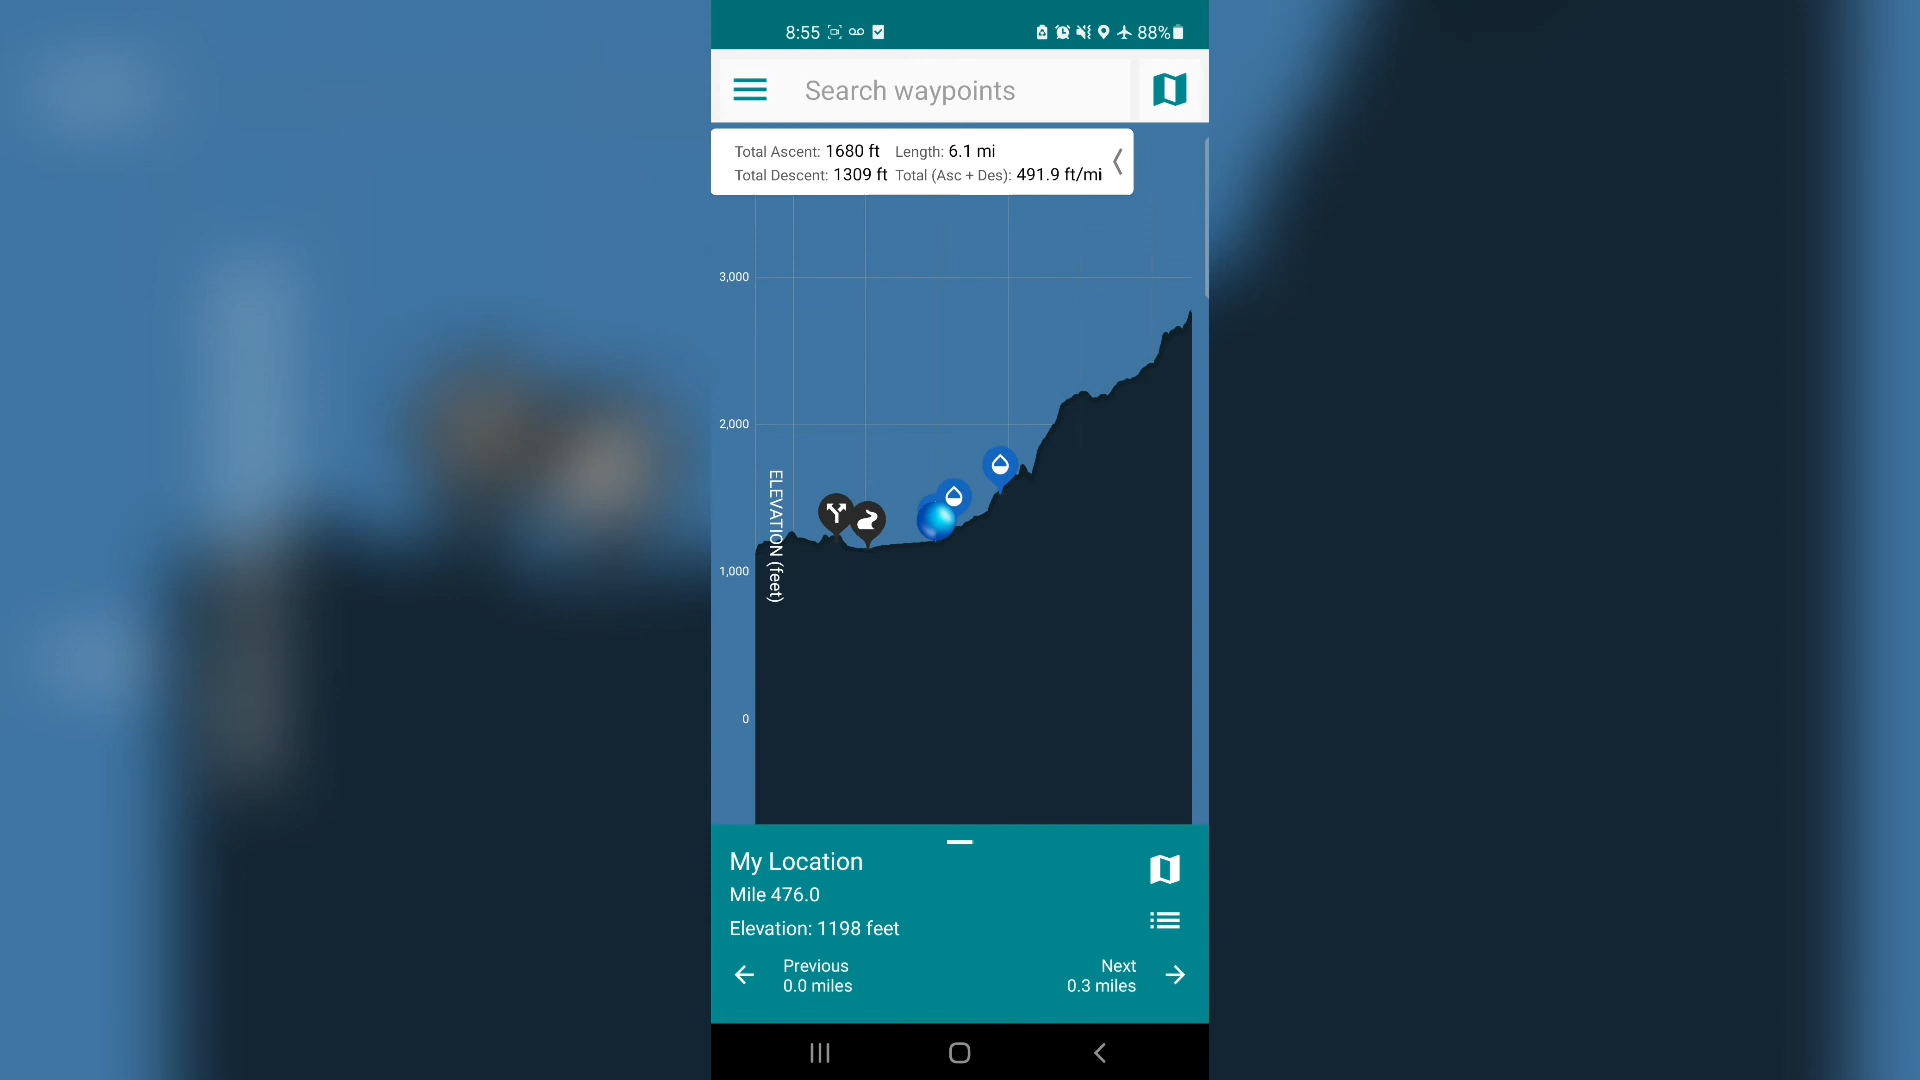 8:55 88%
Search waypoints
Total Ascent: 1680 ft Length: 6.1 mi
Total Descent: 1309 ft Total (Asc + Des): 491.9 ft/mi
3,000
2,000
ELEVATION (feet)
1,000
0
My Location
Mile 476.0
Elevation: 1198 feet
Previous
0.0 miles
Next
0.3 miles